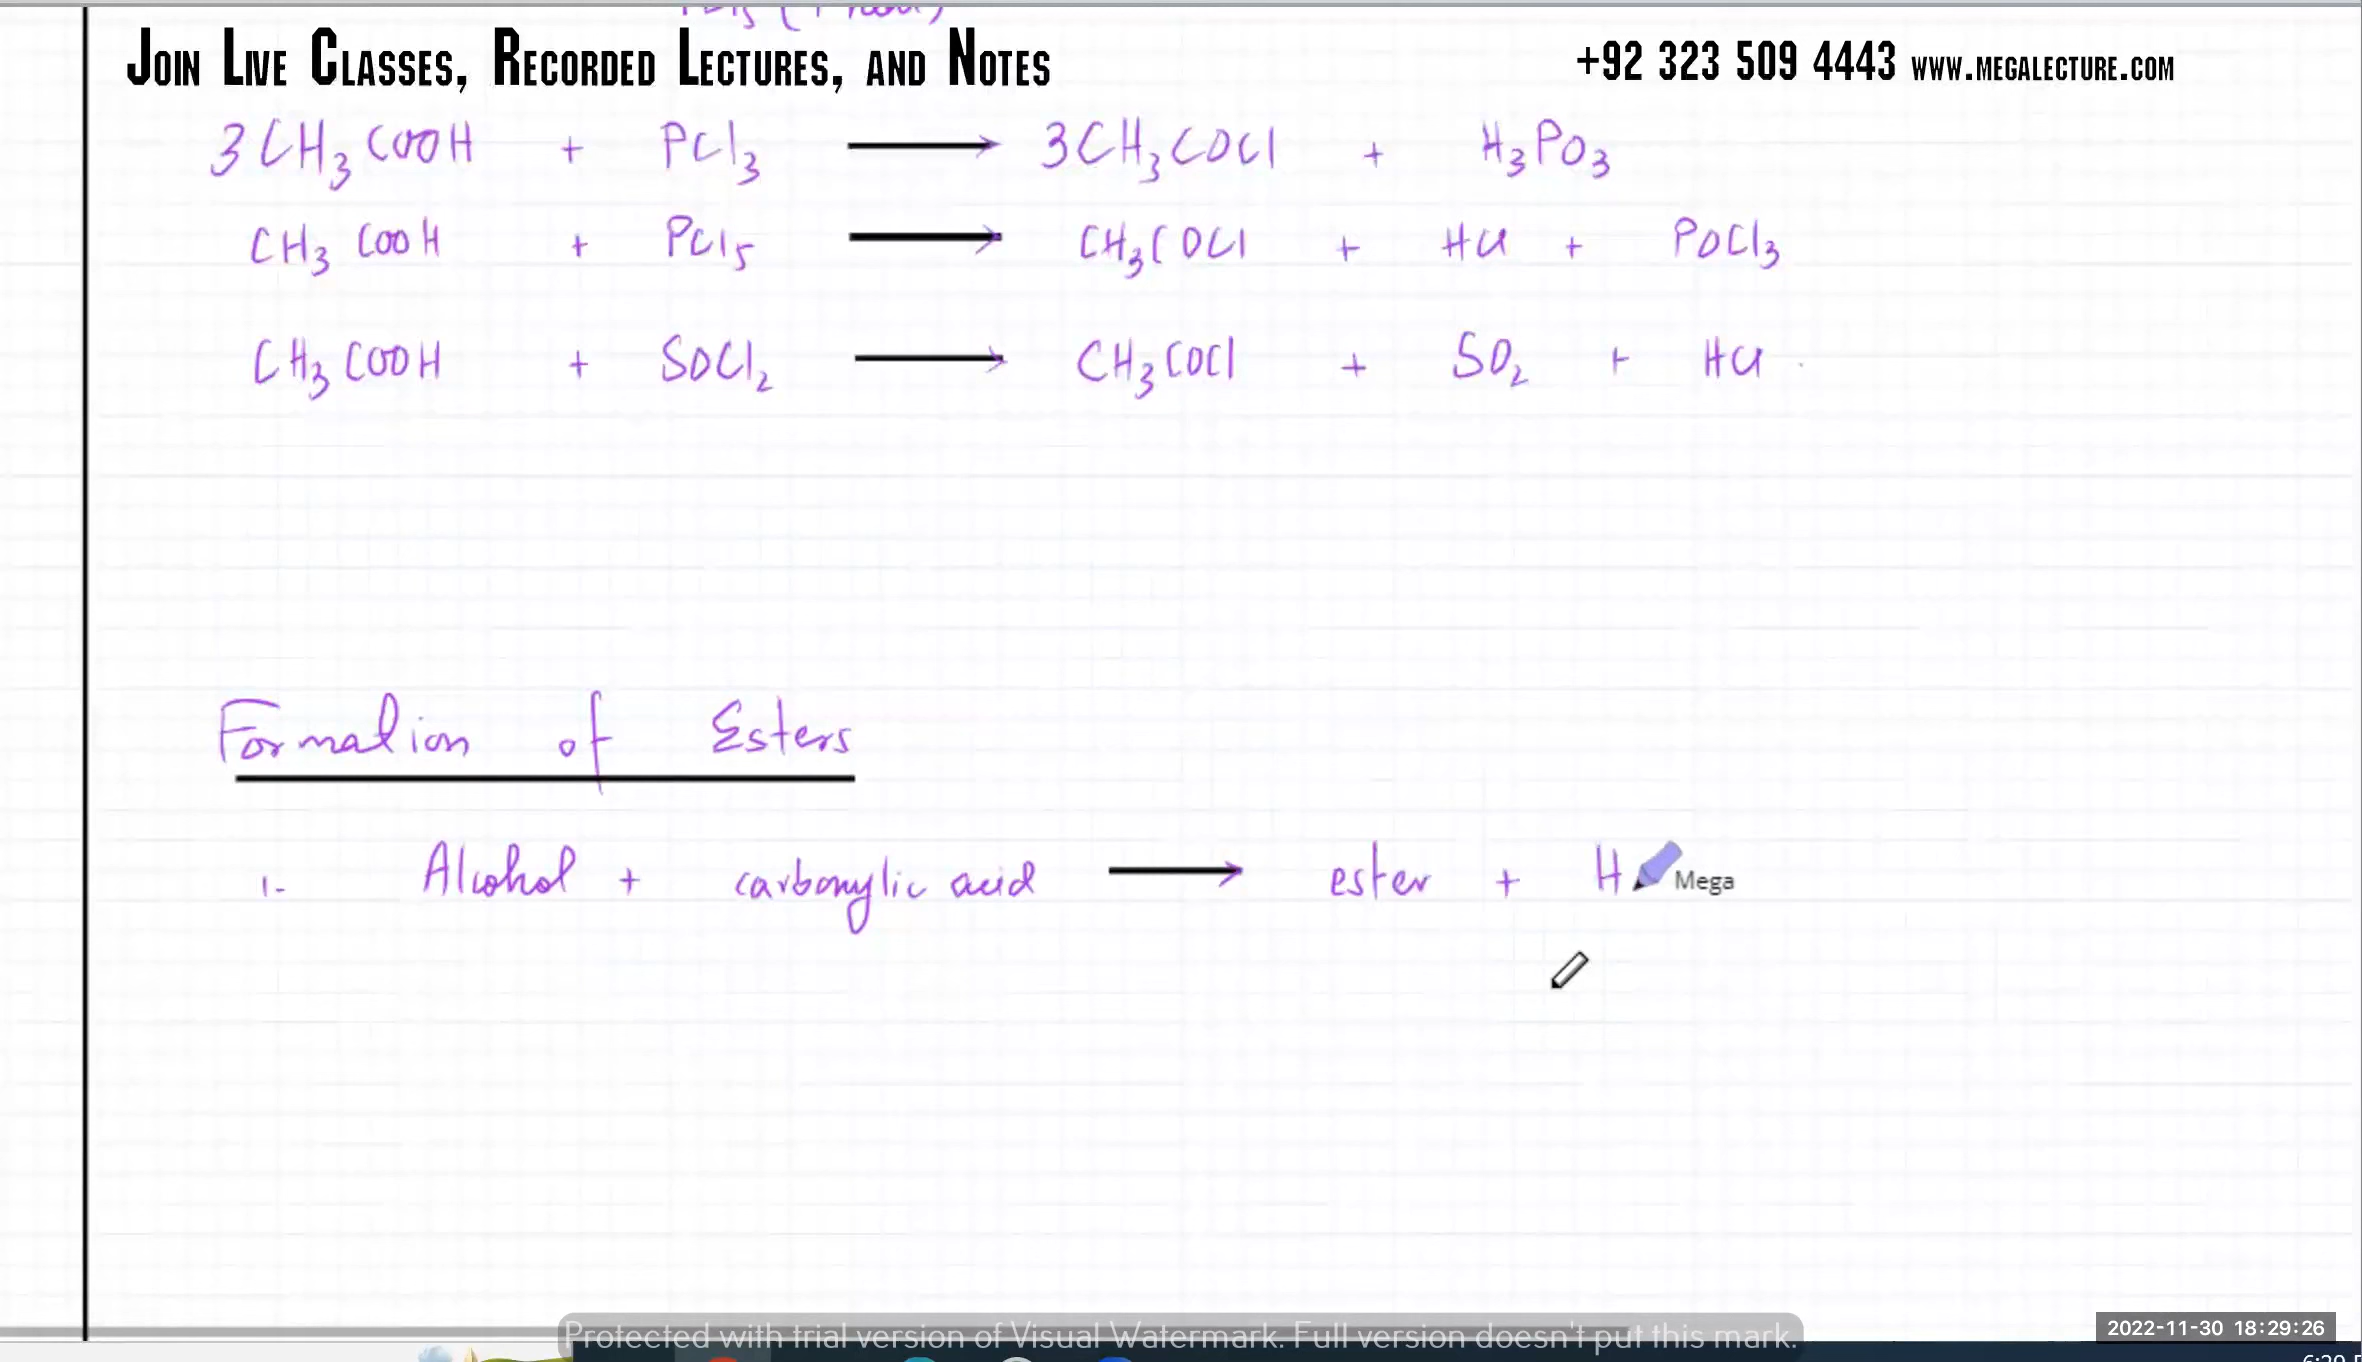 JOIN LIVE CLASSES, RECORDED LECTURES, AND NOTES +92 323 509 4443 WWW.MEGALECTURE.COM
3CH₃COOH + PCl₃ ⟶ 3CH₃COCl + H₃PO₃
CH₃COOH + PCl₅ ⟶ CH₃COCl + HCl + POCl₃
CH₃COOH + SOCl₂ ⟶ CH₃COCl + SO₂ + HCl
Formation of Esters
1- Alcohol + carboxylic acid ⟶ ester + H
Mega
Protected with trial version of Visual Watermark. Full version doesn't put this mark.
2022-11-30 18:29:26